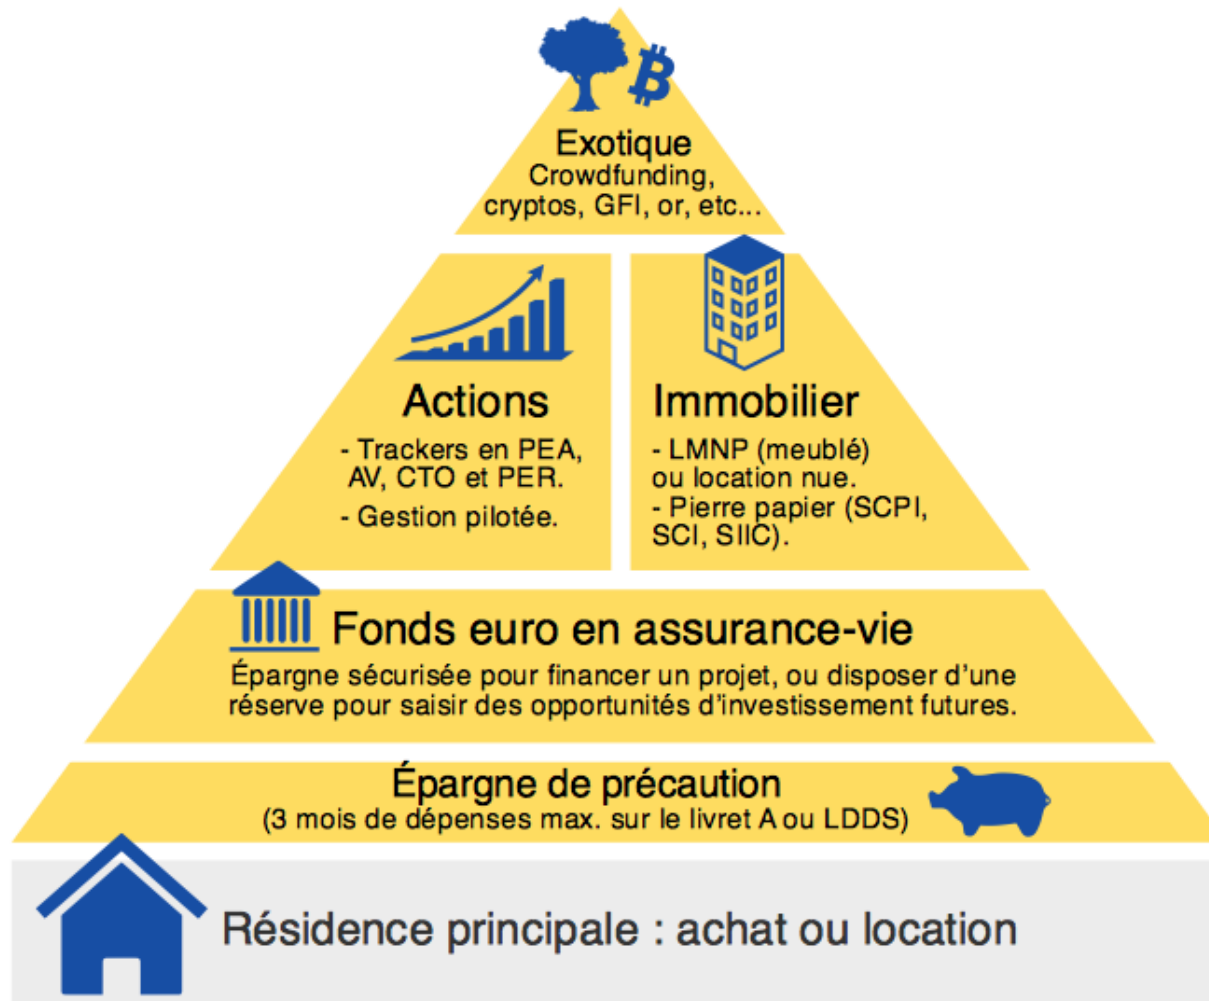 Exotique
Crowdfunding,
cryptos, GFI, or, etc...
Actions
- Trackers en PEA,
AV, CTO et PER.
- Gestion pilotée.
Immobilier
- LMNP (meublé)
ou location nue.
- Pierre papier (SCPI,
SCI, SIIC).
Fonds euro en assurance-vie
Épargne sécurisée pour financer un projet, ou disposer d’une
réserve pour saisir des opportunités d’investissement futures.
Épargne de précaution
(3 mois de dépenses max. sur le livret A ou LDDS)
Résidence principale : achat ou location